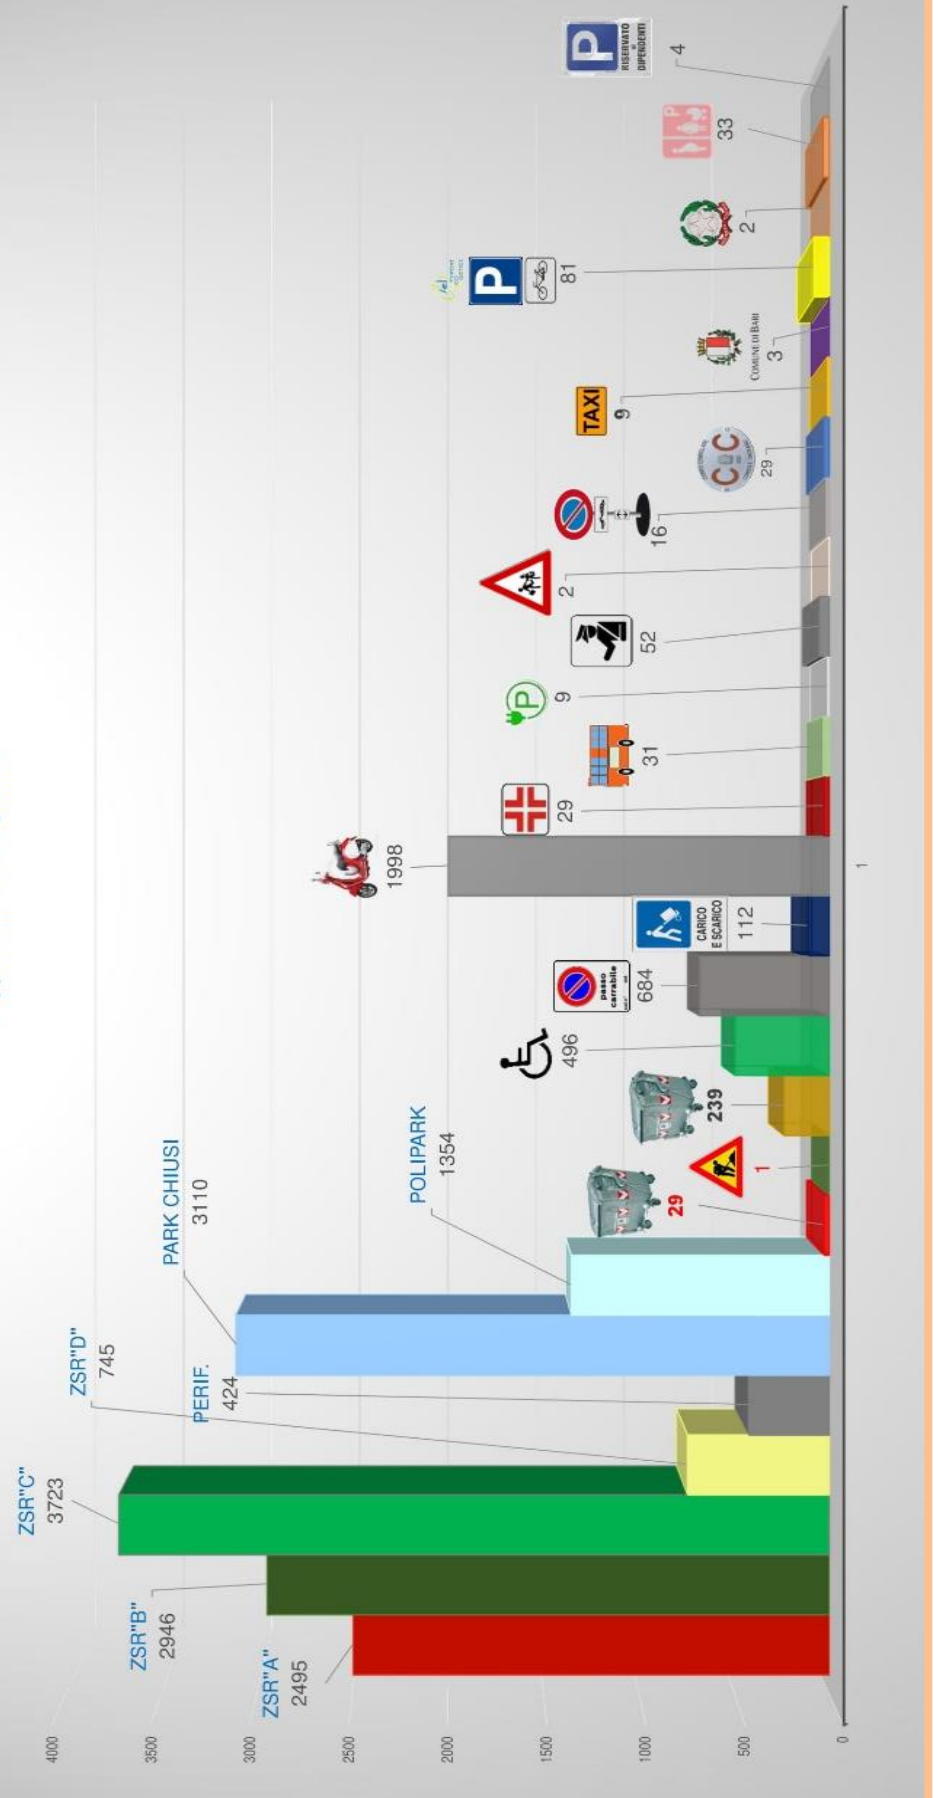 4000
3500
3000
2500
2000
1500
1000
500
0
ZSR"A"
2495
ZSR"B"
2946
ZSR"C"
3723
ZSR"D"
745
PERIF.
424
PARK CHIUSI
3110
POLIPARK
1354
29
1
239
496
passo
carrabile
684
CARICO
E SCARICO
112
1998
29
31
P
9
52
2
16
C C
29
TAXI
9
COMUNE DI BARI
3
P
81
2
P
33
P
RISERVATO
ai
DIPENDENTI
4
1